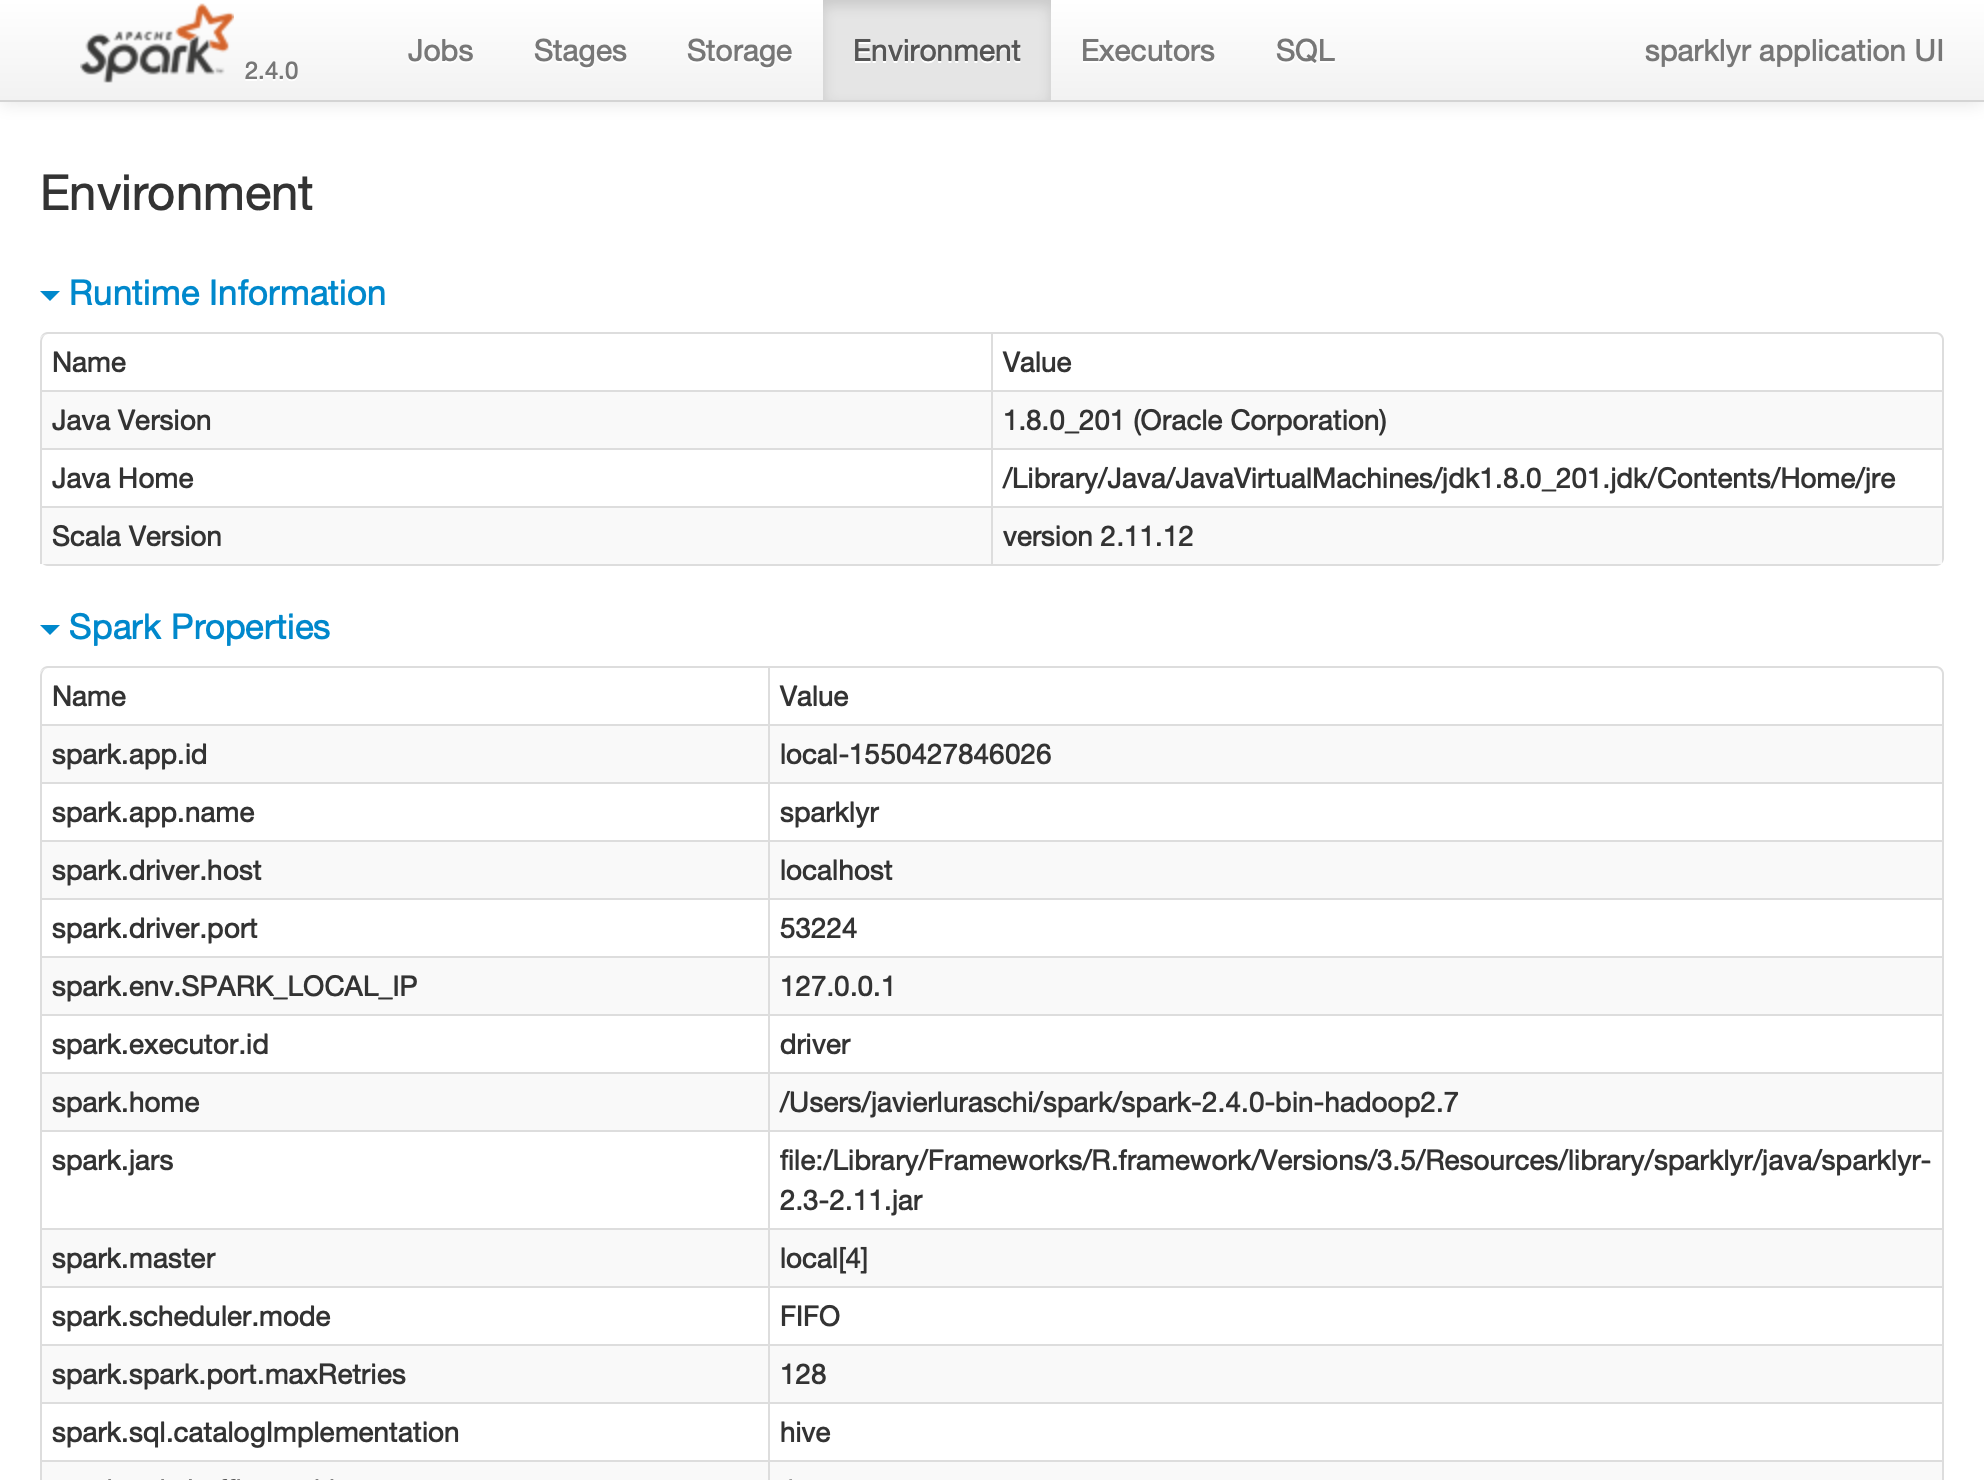 APACHE
Spark 2.4.0 Jobs Stages Storage Environment Executors SQL sparklyr application UI
Environment
Runtime Information
Name Value
Java Version 1.8.0_201 (Oracle Corporation)
Java Home /Library/Java/JavaVirtualMachines/jdk1.8.0_201.jdk/Contents/Home/jre
Scala Version version 2.11.12
Spark Properties
Name Value
spark.app.id local-1550427846026
spark.app.name sparklyr
spark.driver.host localhost
spark.driver.port 53224
spark.env.SPARK_LOCAL_IP 127.0.0.1
spark.executor.id driver
spark.home /Users/javierluraschi/spark/spark-2.4.0-bin-hadoop2.7
spark.jars file:/Library/Frameworks/R.framework/Versions/3.5/Resources/library/sparklyr/java/sparklyr-
2.3-2.11.jar
spark.master local[4]
spark.scheduler.mode FIFO
spark.spark.port.maxRetries 128
spark.sql.catalogImplementation hive